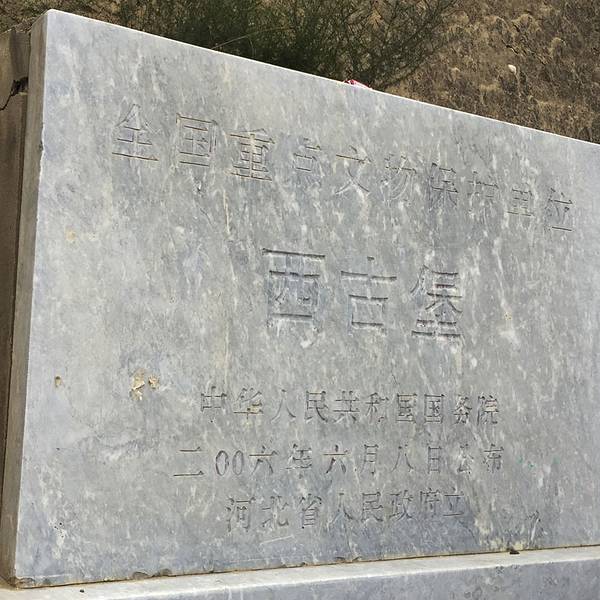 全国重点文物保护单位
西古堡
中华人民共和国国务院
二00六年六月八日公布
河北省人民政府立